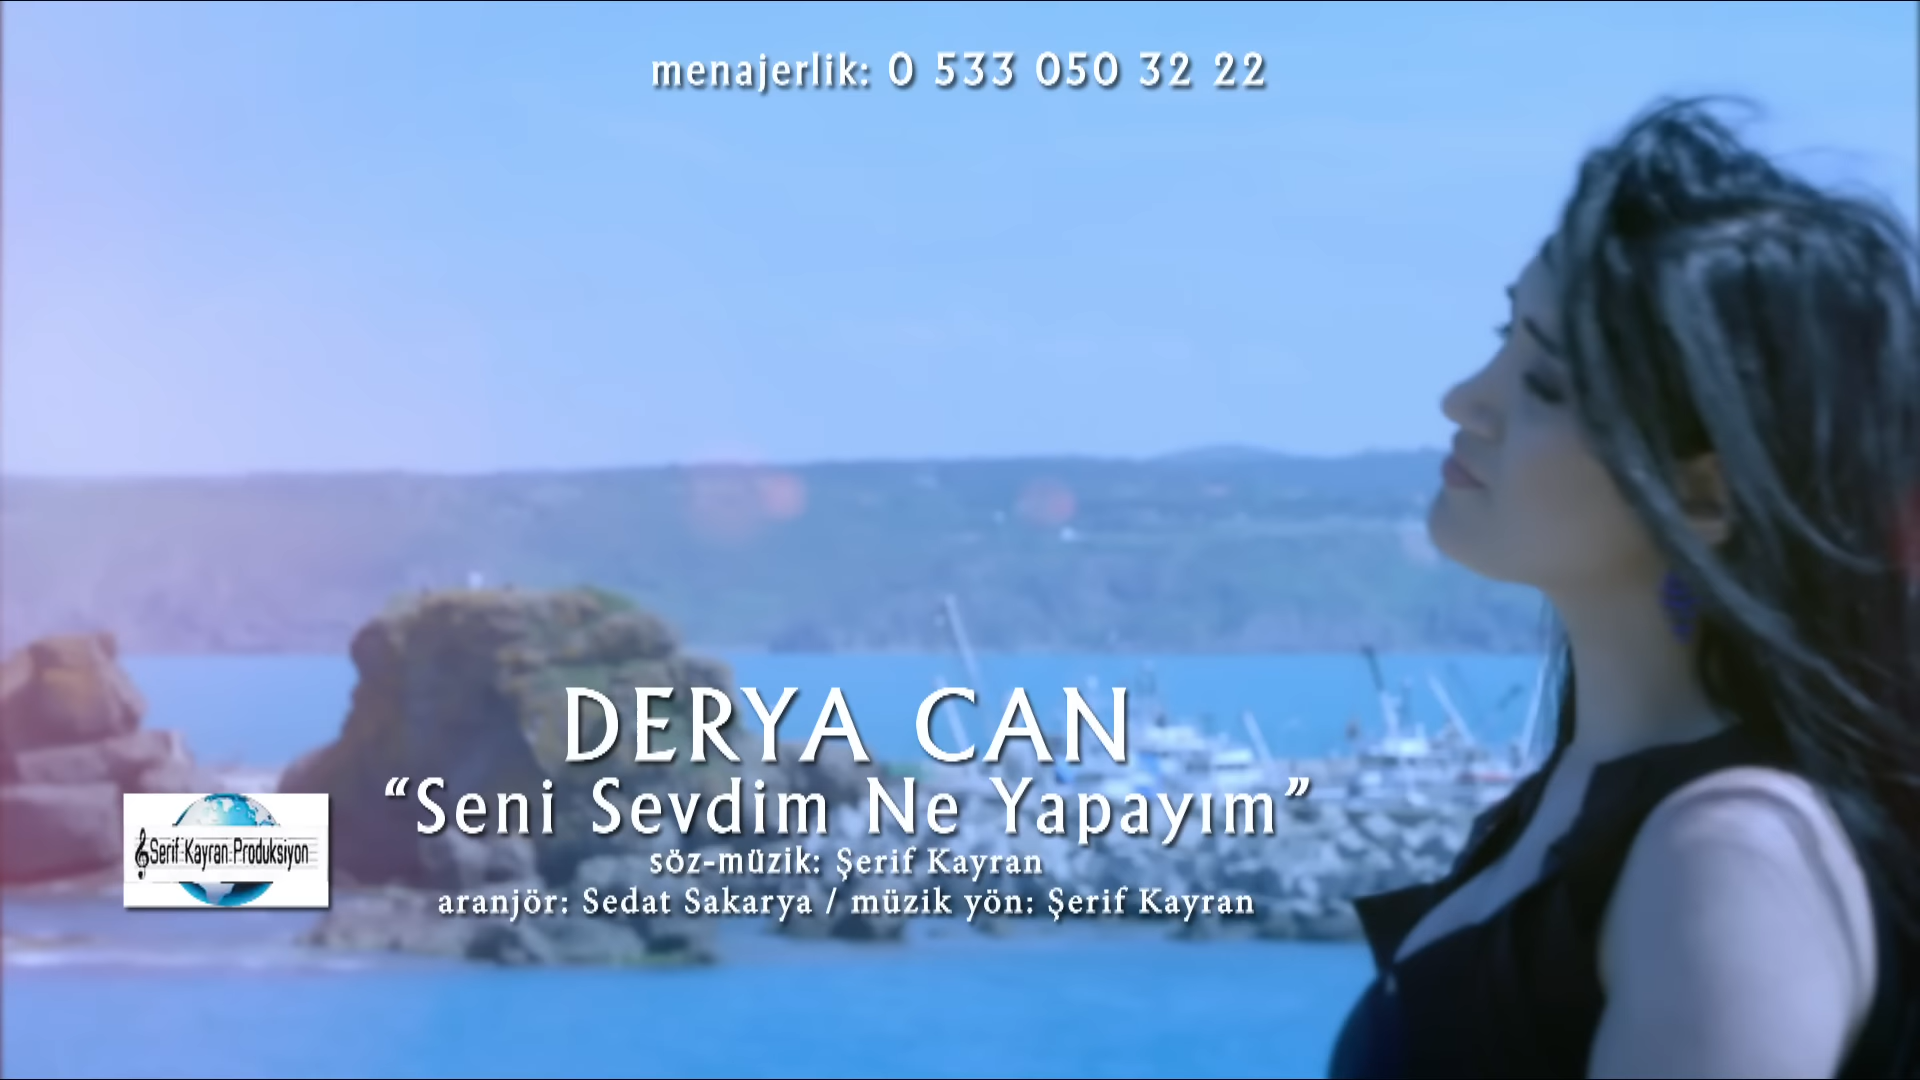 menajerlik: 0 533 050 32 22
DERYA CAN
“Seni Sevdim Ne Yapayım”
söz-müzik: Şerif Kayran
aranjör: Sedat Sakarya / müzik yön: Şerif Kayran
Serif Kayran Produksiyon